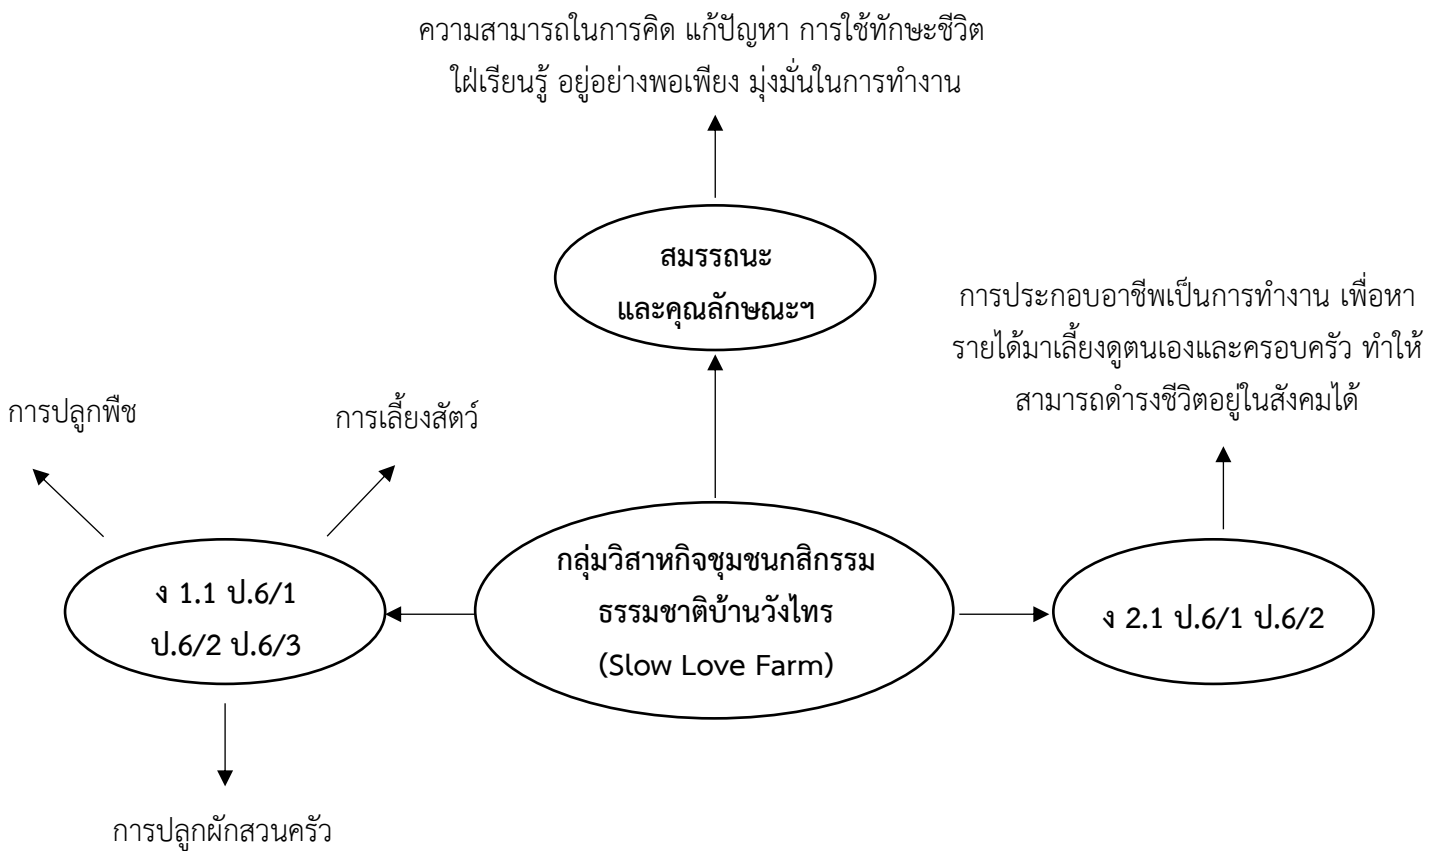 ความสามารถในการคิด แก้ปัญหา การใช้ทักษะชีวิต
ใฝ่เรียนรู้ อยู่อย่างพอเพียง มุ่งมั่นในการทำงาน
สมรรถนะ
และคุณลักษณะฯ
การประกอบอาชีพเป็นการทำงาน เพื่อหา
รายได้มาเลี้ยงดูตนเองและครอบครัว ทำให้
สามารถดำรงชีวิตอยู่ในสังคมได้
การปลูกพืช
การเลี้ยงสัตว์
ง 1.1 ป.6/1
ป.6/2 ป.6/3
กลุ่มวิสาหกิจชุมชนกสิกรรม
ธรรมชาติบ้านวังไทร
(Slow Love Farm)
ง 2.1 ป.6/1 ป.6/2
การปลูกผักสวนครัว